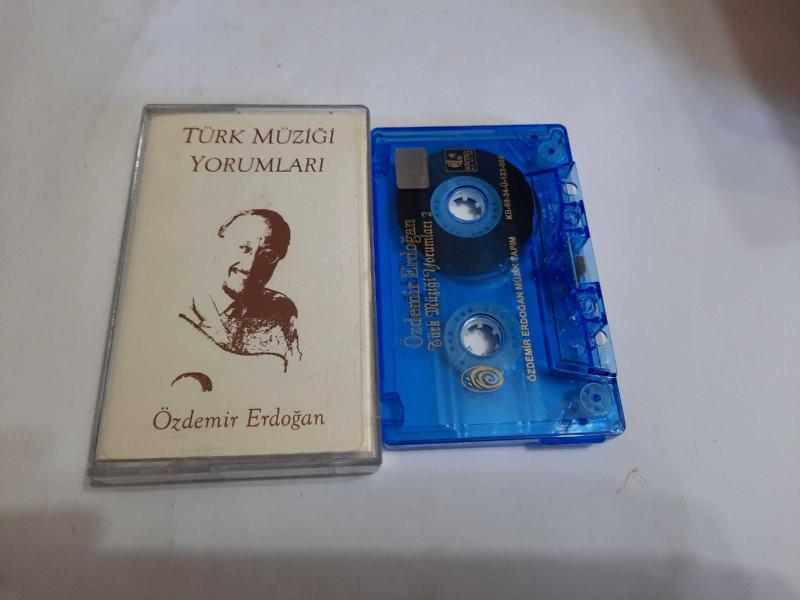 TÜRK MÜZİĞİ
YORUMLARI
Özdemir Erdoğan
Özdemir Erdoğan
Türk Müziği Yorumları 2
ÖZDEMİR ERDOĞAN MÜZİK YAPIM